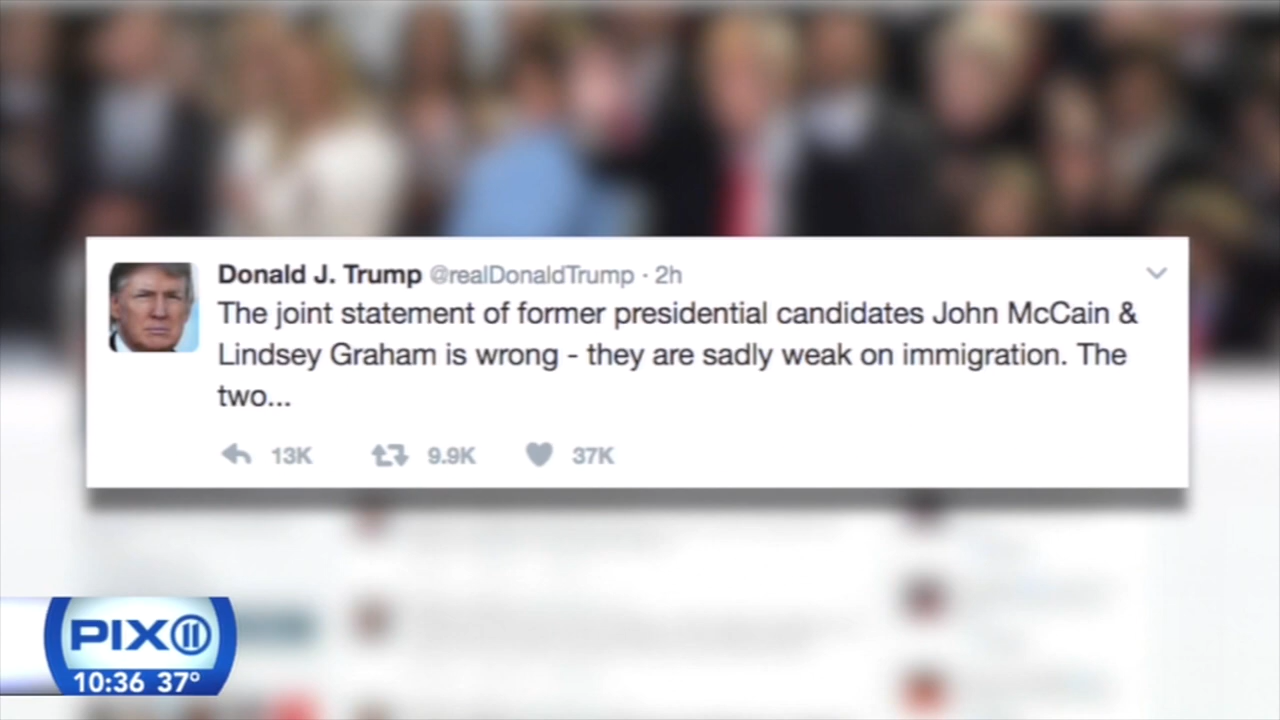 Donald J. Trump @realDonaldTrump · 2h
The joint statement of former presidential candidates John McCain &
Lindsey Graham is wrong - they are sadly weak on immigration. The
two...
13K 9.9K 37K
PIX11
10:36 37°